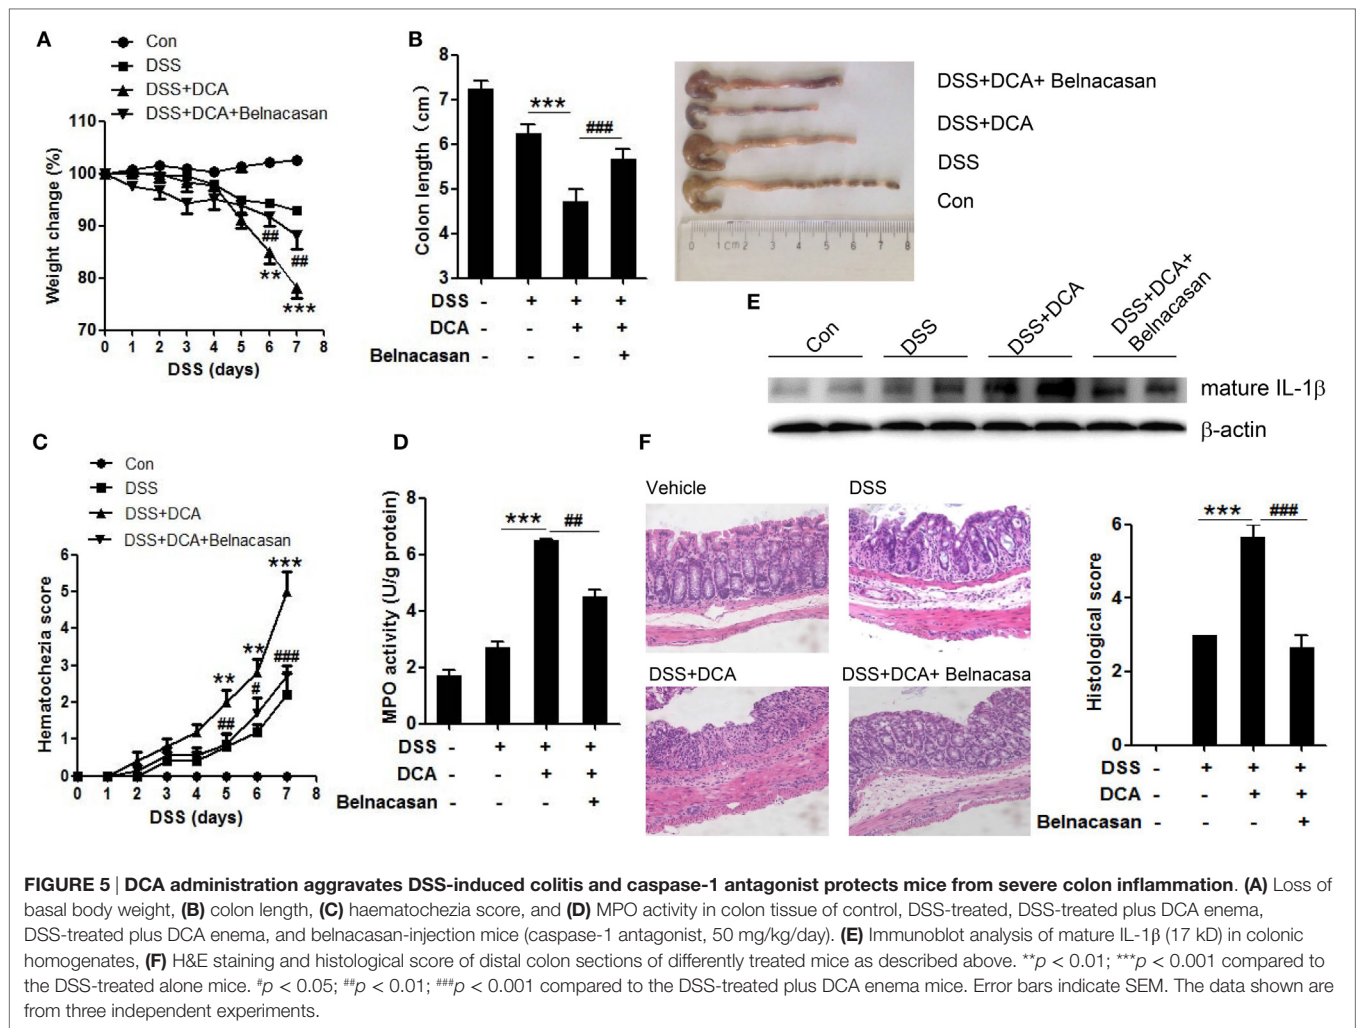 A
Con
DSS
DSS+DCA
DSS+DCA+Belnacasan
110
100
90
80
70
Weight change (%)
##
**
##
***
0 1 2 3 4 5 6 7 8
DSS (days)
B
8
7
6
5
4
3
Colon length (cm)
***
###
DSS - + + +
DCA - - + +
Belnacasan - - - +
DSS+DCA+ Belnacasan
DSS+DCA
DSS
Con
0 1 cm 2 3 4 5 6 7 8
E
Con
DSS
DSS+DCA
DSS+DCA+
Belnacasan
mature IL-1β
β-actin
C
Con
DSS
DSS+DCA
DSS+DCA+Belnacasan
6
5
4
3
2
1
0
Hematochezia score
***
**
**
###
#
##
0 1 2 3 4 5 6 7 8
DSS (days)
D
8
6
4
2
0
MPO activity (U/g protein)
***
##
DSS - + + +
DCA - - + +
Belnacasan - - - +
F
Vehicle
DSS
DSS+DCA
DSS+DCA+ Belnacasa
6
4
2
0
Histological score
***
###
DSS - + + +
DCA - - + +
Belnacasan - - - +
FIGURE 5 | DCA administration aggravates DSS-induced colitis and caspase-1 antagonist protects mice from severe colon inflammation. (A) Loss of
basal body weight, (B) colon length, (C) haematochezia score, and (D) MPO activity in colon tissue of control, DSS-treated, DSS-treated plus DCA enema,
DSS-treated plus DCA enema, and belnacasan-injection mice (caspase-1 antagonist, 50 mg/kg/day). (E) Immunoblot analysis of mature IL-1β (17 kD) in colonic
homogenates, (F) H&E staining and histological score of distal colon sections of differently treated mice as described above. **p < 0.01; ***p < 0.001 compared to
the DSS-treated alone mice. #p < 0.05; ##p < 0.01; ###p < 0.001 compared to the DSS-treated plus DCA enema mice. Error bars indicate SEM. The data shown are
from three independent experiments.